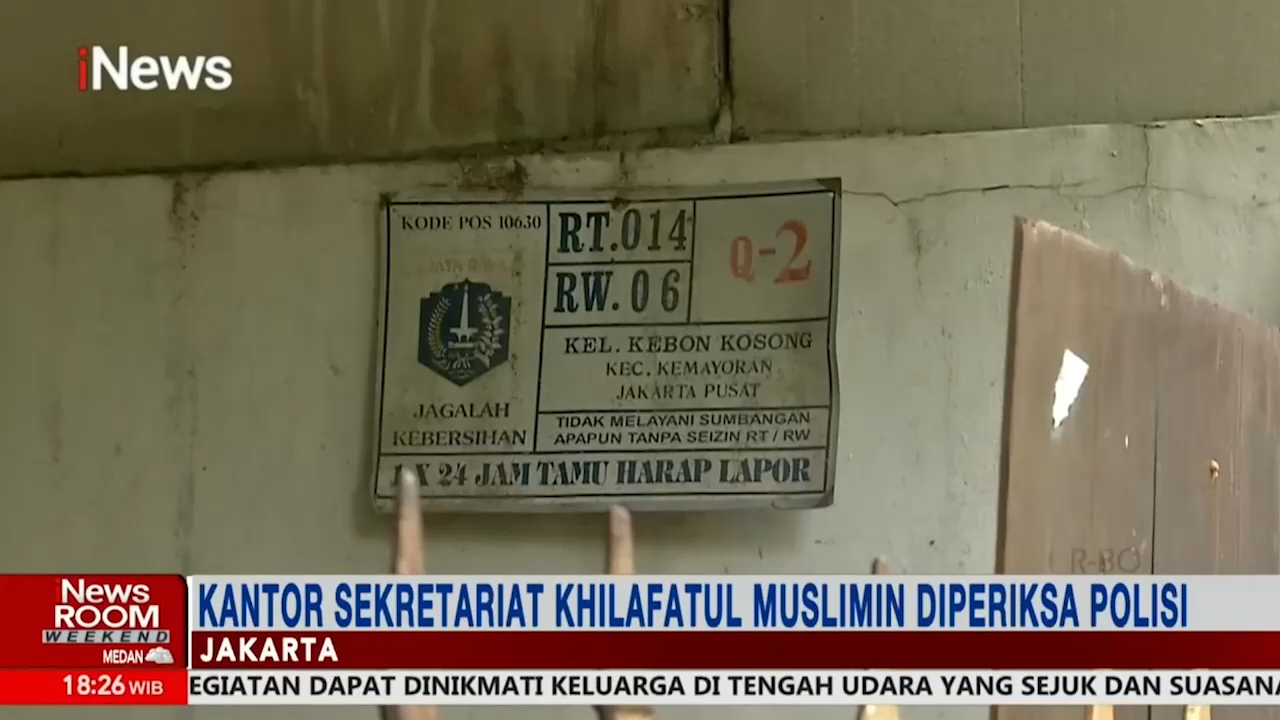 iNews
KODE POS 10630
RT.014
Q-2
RW.06
JAYA RAYA
KEL. KEBON KOSONG
KEC. KEMAYORAN
JAKARTA PUSAT
JAGALAH
KEBERSIHAN
TIDAK MELAYANI SUMBANGAN
APAPUN TANPA SEIZIN RT / RW
1 X 24 JAM TAMU HARAP LAPOR
R-BO
News
ROOM
WEEKEND
MEDAN
KANTOR SEKRETARIAT KHILAFATUL MUSLIMIN DIPERIKSA POLISI
JAKARTA
18:26 WIB
EGIATAN DAPAT DINIKMATI KELUARGA DI TENGAH UDARA YANG SEJUK DAN SUASANA